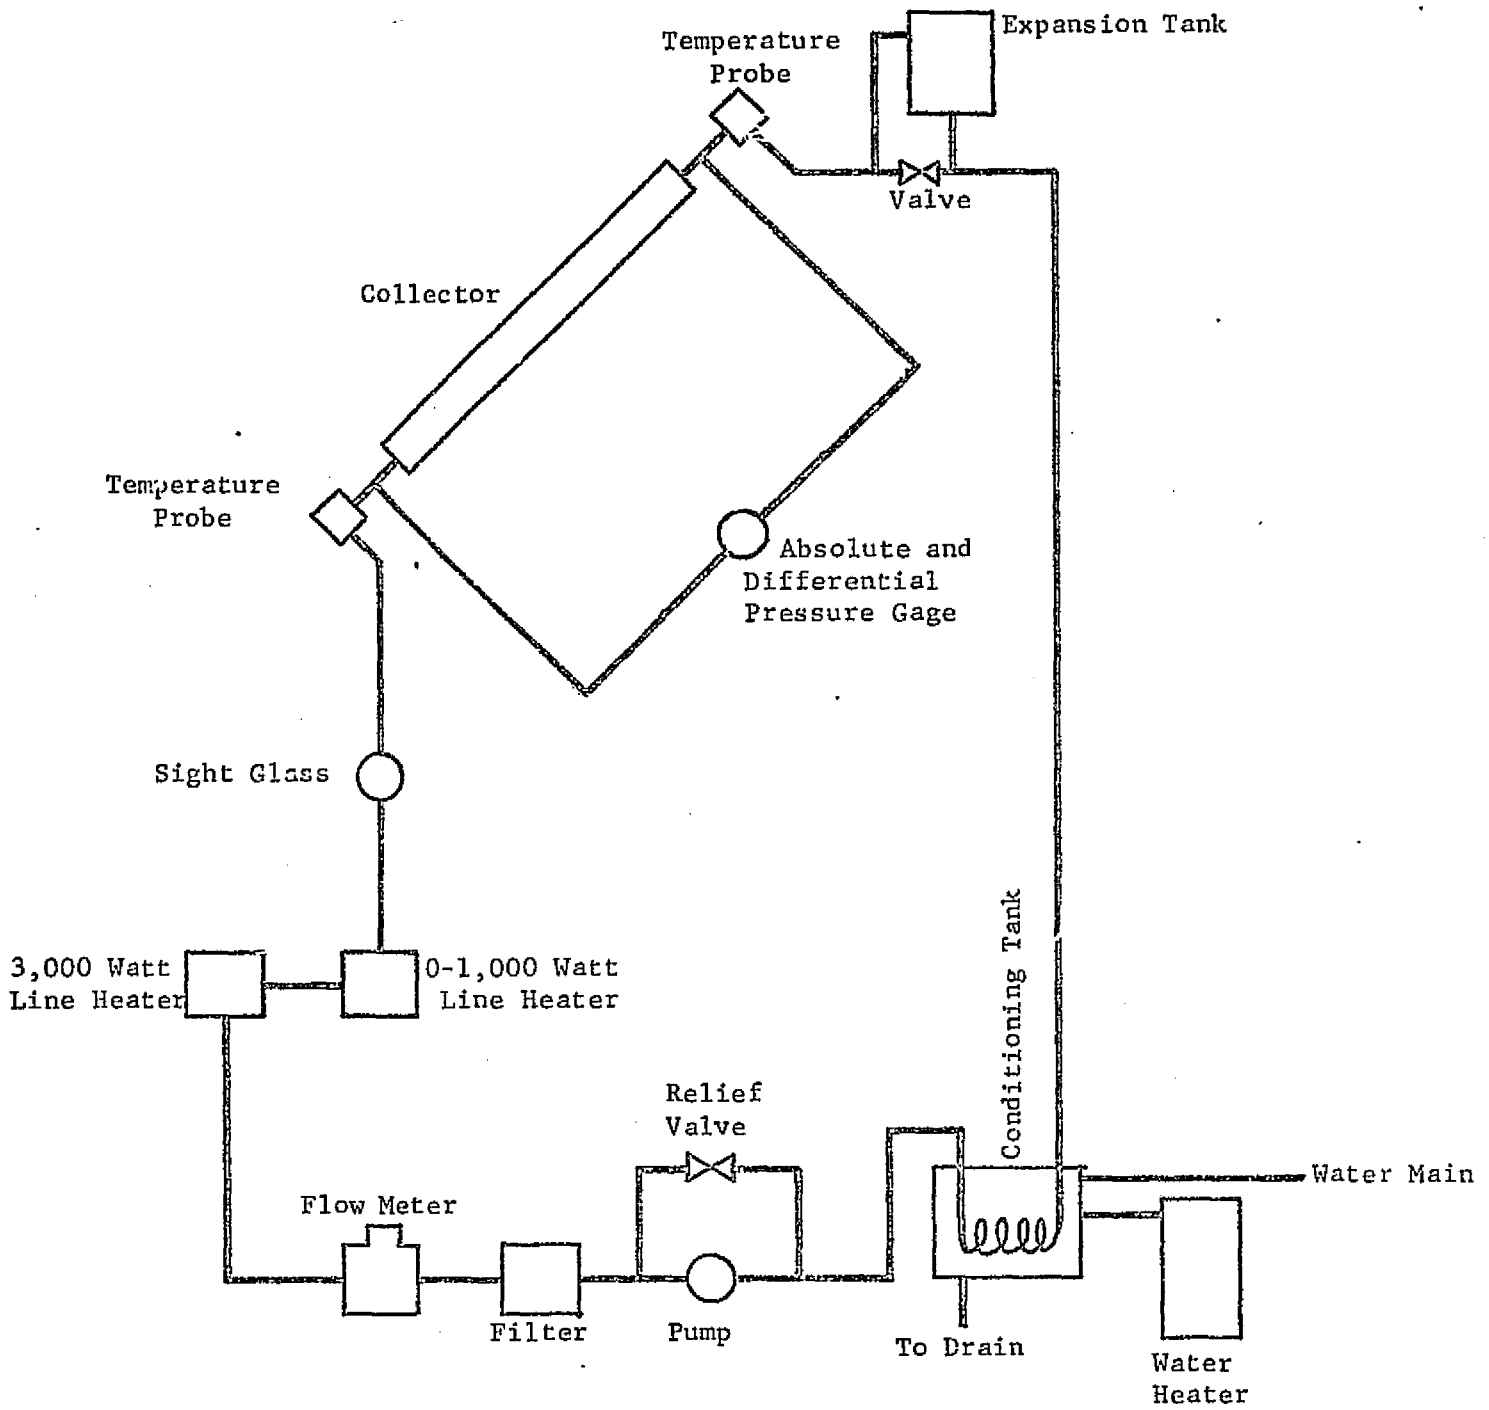 Expansion Tank
Temperature
Probe
Valve
Collector
Temperature
Probe
Absolute and
Differential
Pressure Gage
Sight Glass
3,000 Watt
Line Heater
0-1,000 Watt
Line Heater
Conditioning Tank
Relief
Valve
Water Main
Flow Meter
Filter
Pump
To Drain
Water
Heater